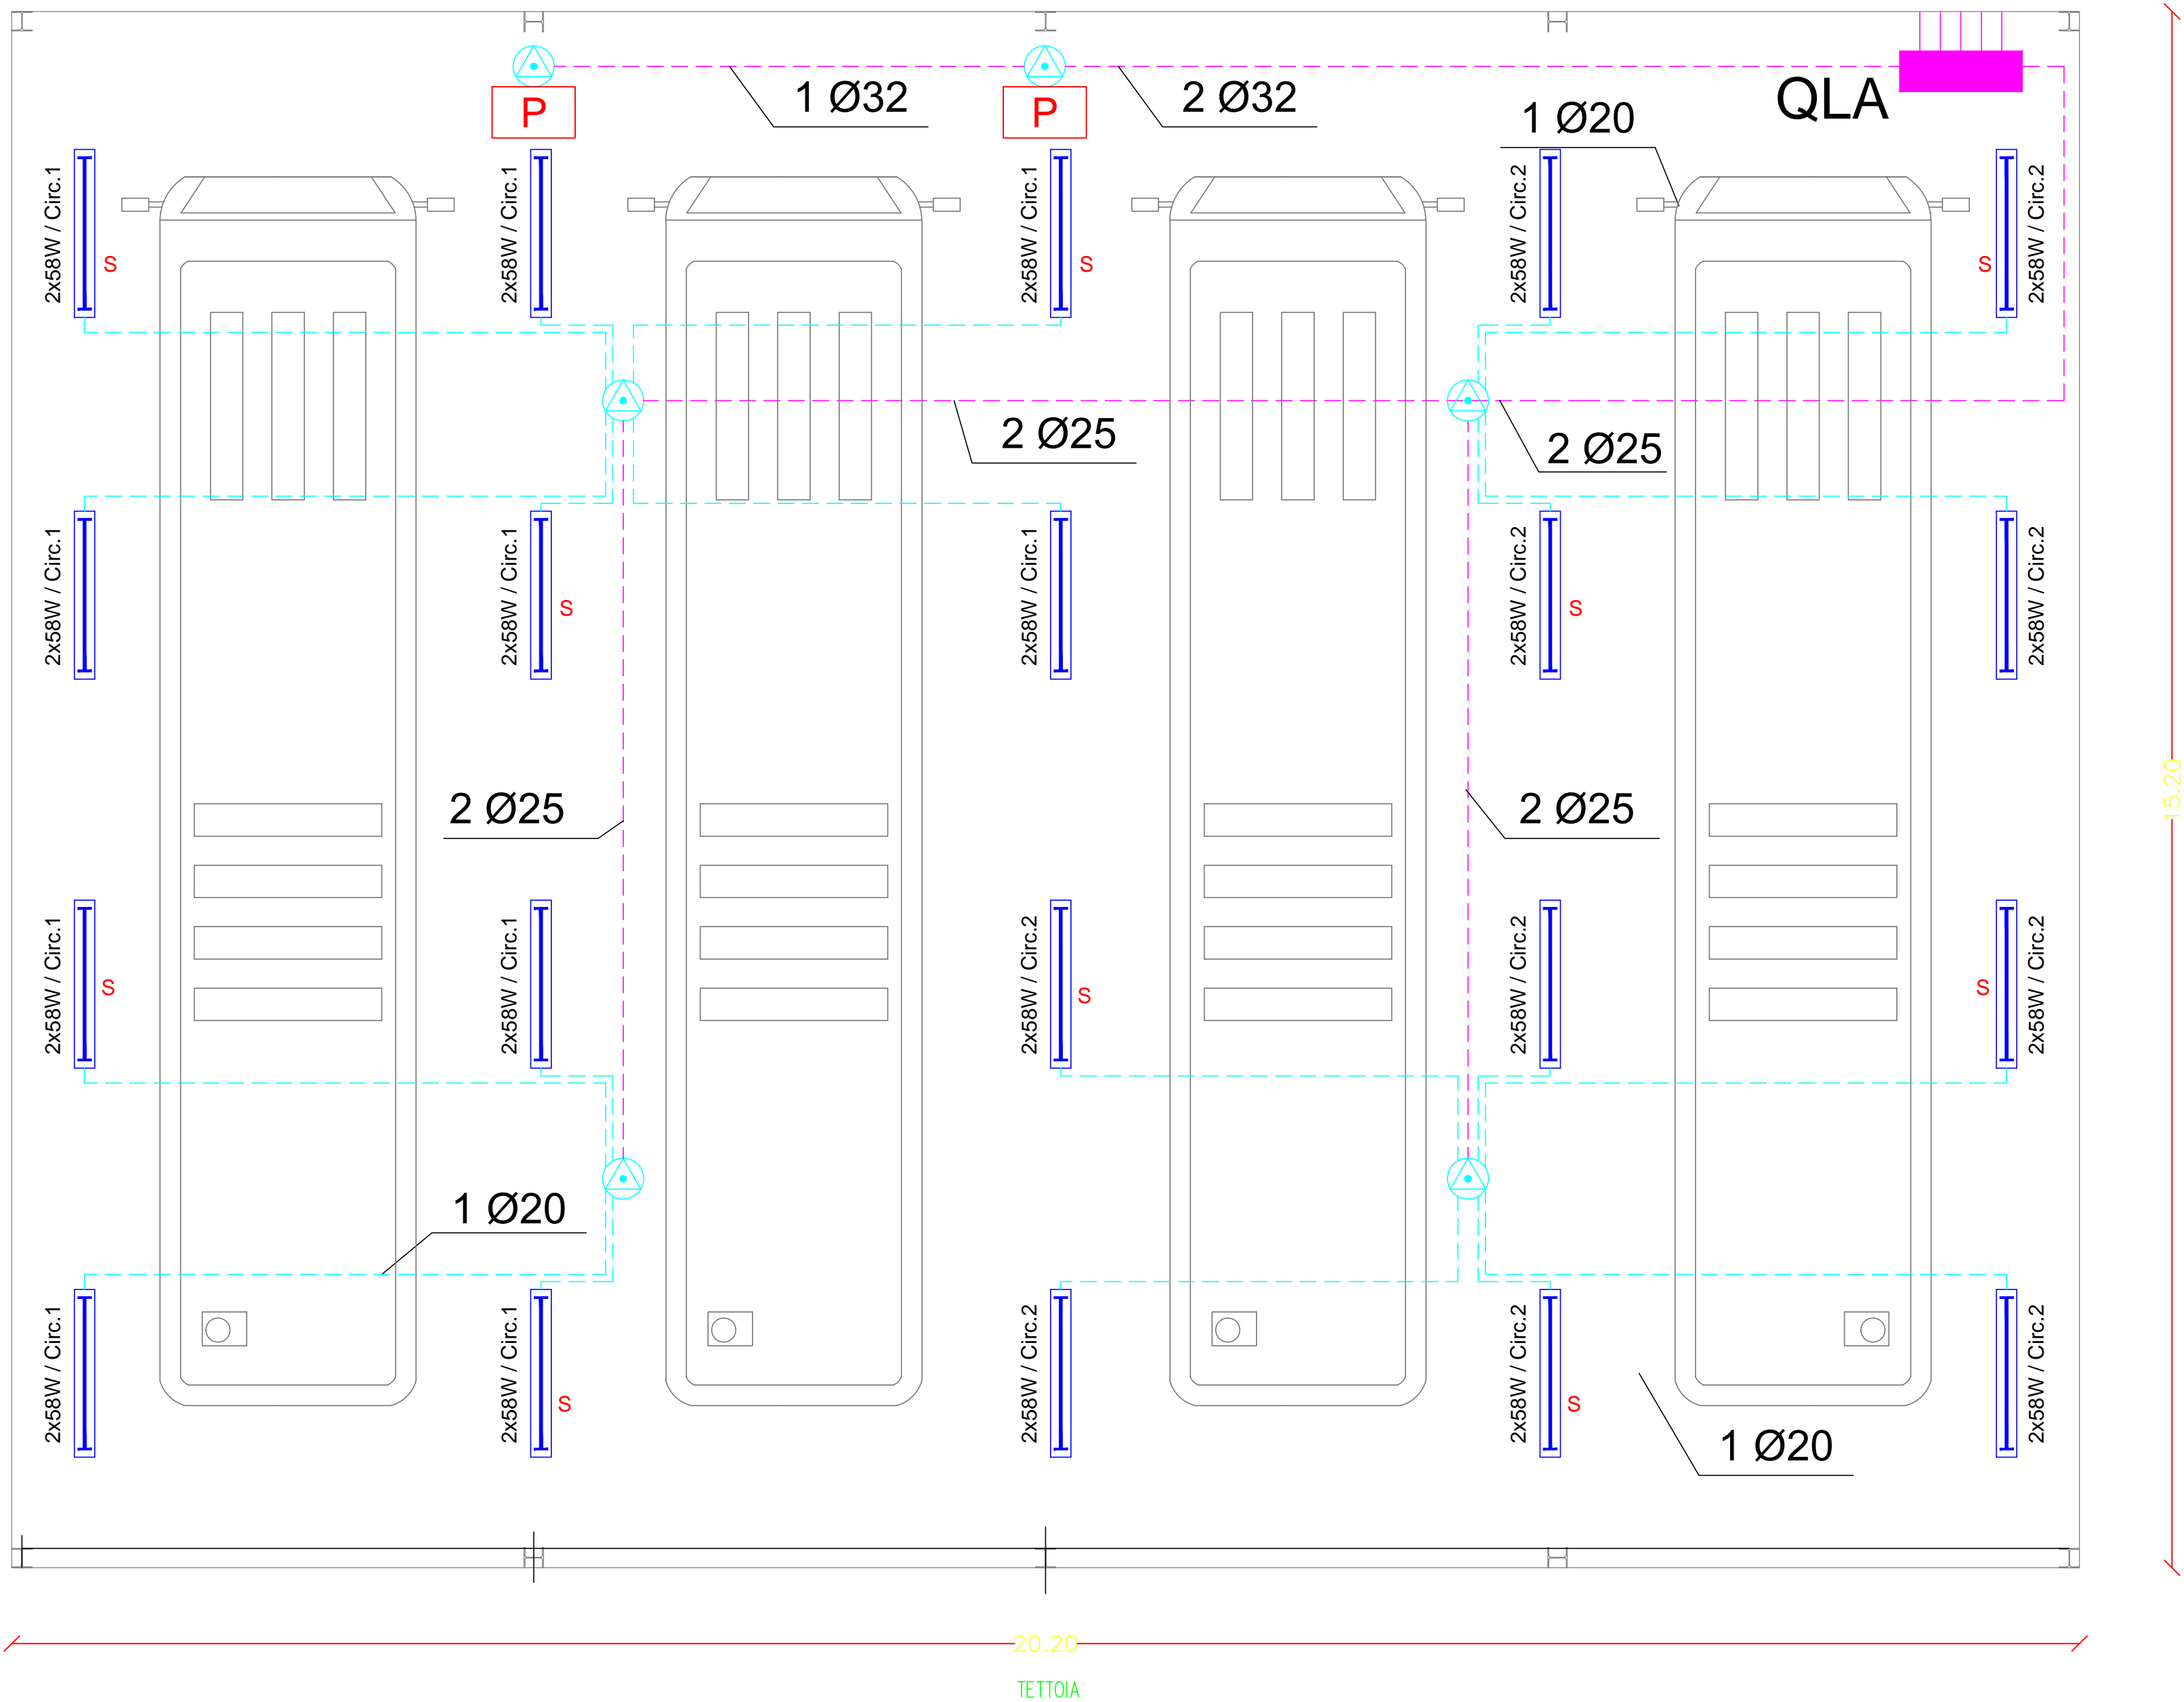 1 Ø32
2 Ø32
QLA
1 Ø20
P
P
2x58W / Circ.1
S
2x58W / Circ.1
2x58W / Circ.1
S
2x58W / Circ.2
S
2x58W / Circ.2
2 Ø25
2 Ø25
2x58W / Circ.1
2x58W / Circ.1
S
2x58W / Circ.1
2x58W / Circ.2
S
2x58W / Circ.2
2 Ø25
2 Ø25
15.20
2x58W / Circ.1
S
2x58W / Circ.1
2x58W / Circ.2
S
2x58W / Circ.2
S
2x58W / Circ.2
1 Ø20
2x58W / Circ.1
2x58W / Circ.1
S
2x58W / Circ.2
2x58W / Circ.2
S
2x58W / Circ.2
1 Ø20
20.20
TETTOIA